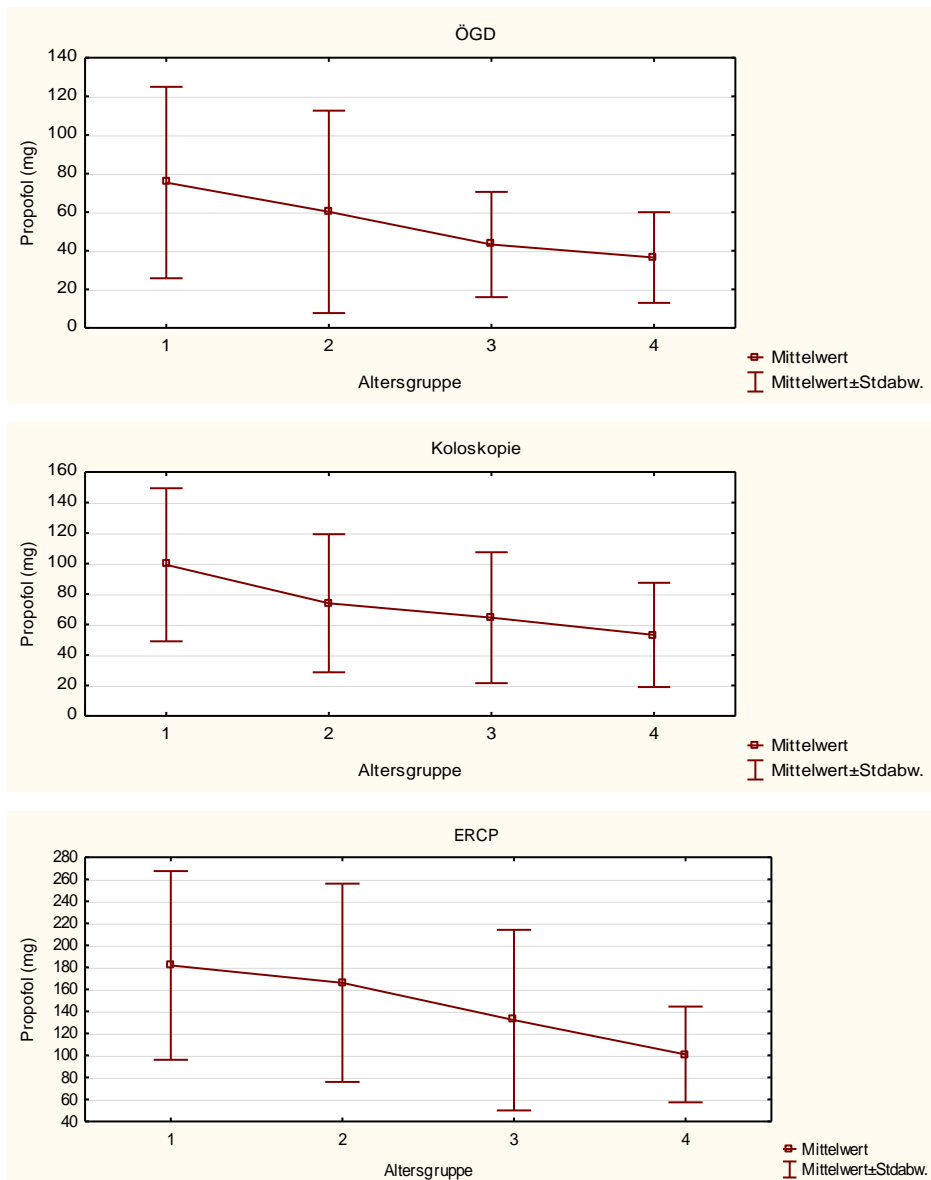 ÖGD
140
120
100
80
60
40
20
0
Propofol (mg)
1 2 3 4
Altersgruppe
Mittelwert
Mittelwert±Stdabw.
Koloskopie
160
140
120
100
80
60
40
20
0
Propofol (mg)
1 2 3 4
Altersgruppe
Mittelwert
Mittelwert±Stdabw.
ERCP
280
260
240
220
200
180
160
140
120
100
80
60
40
Propofol (mg)
1 2 3 4
Altersgruppe
Mittelwert
Mittelwert±Stdabw.